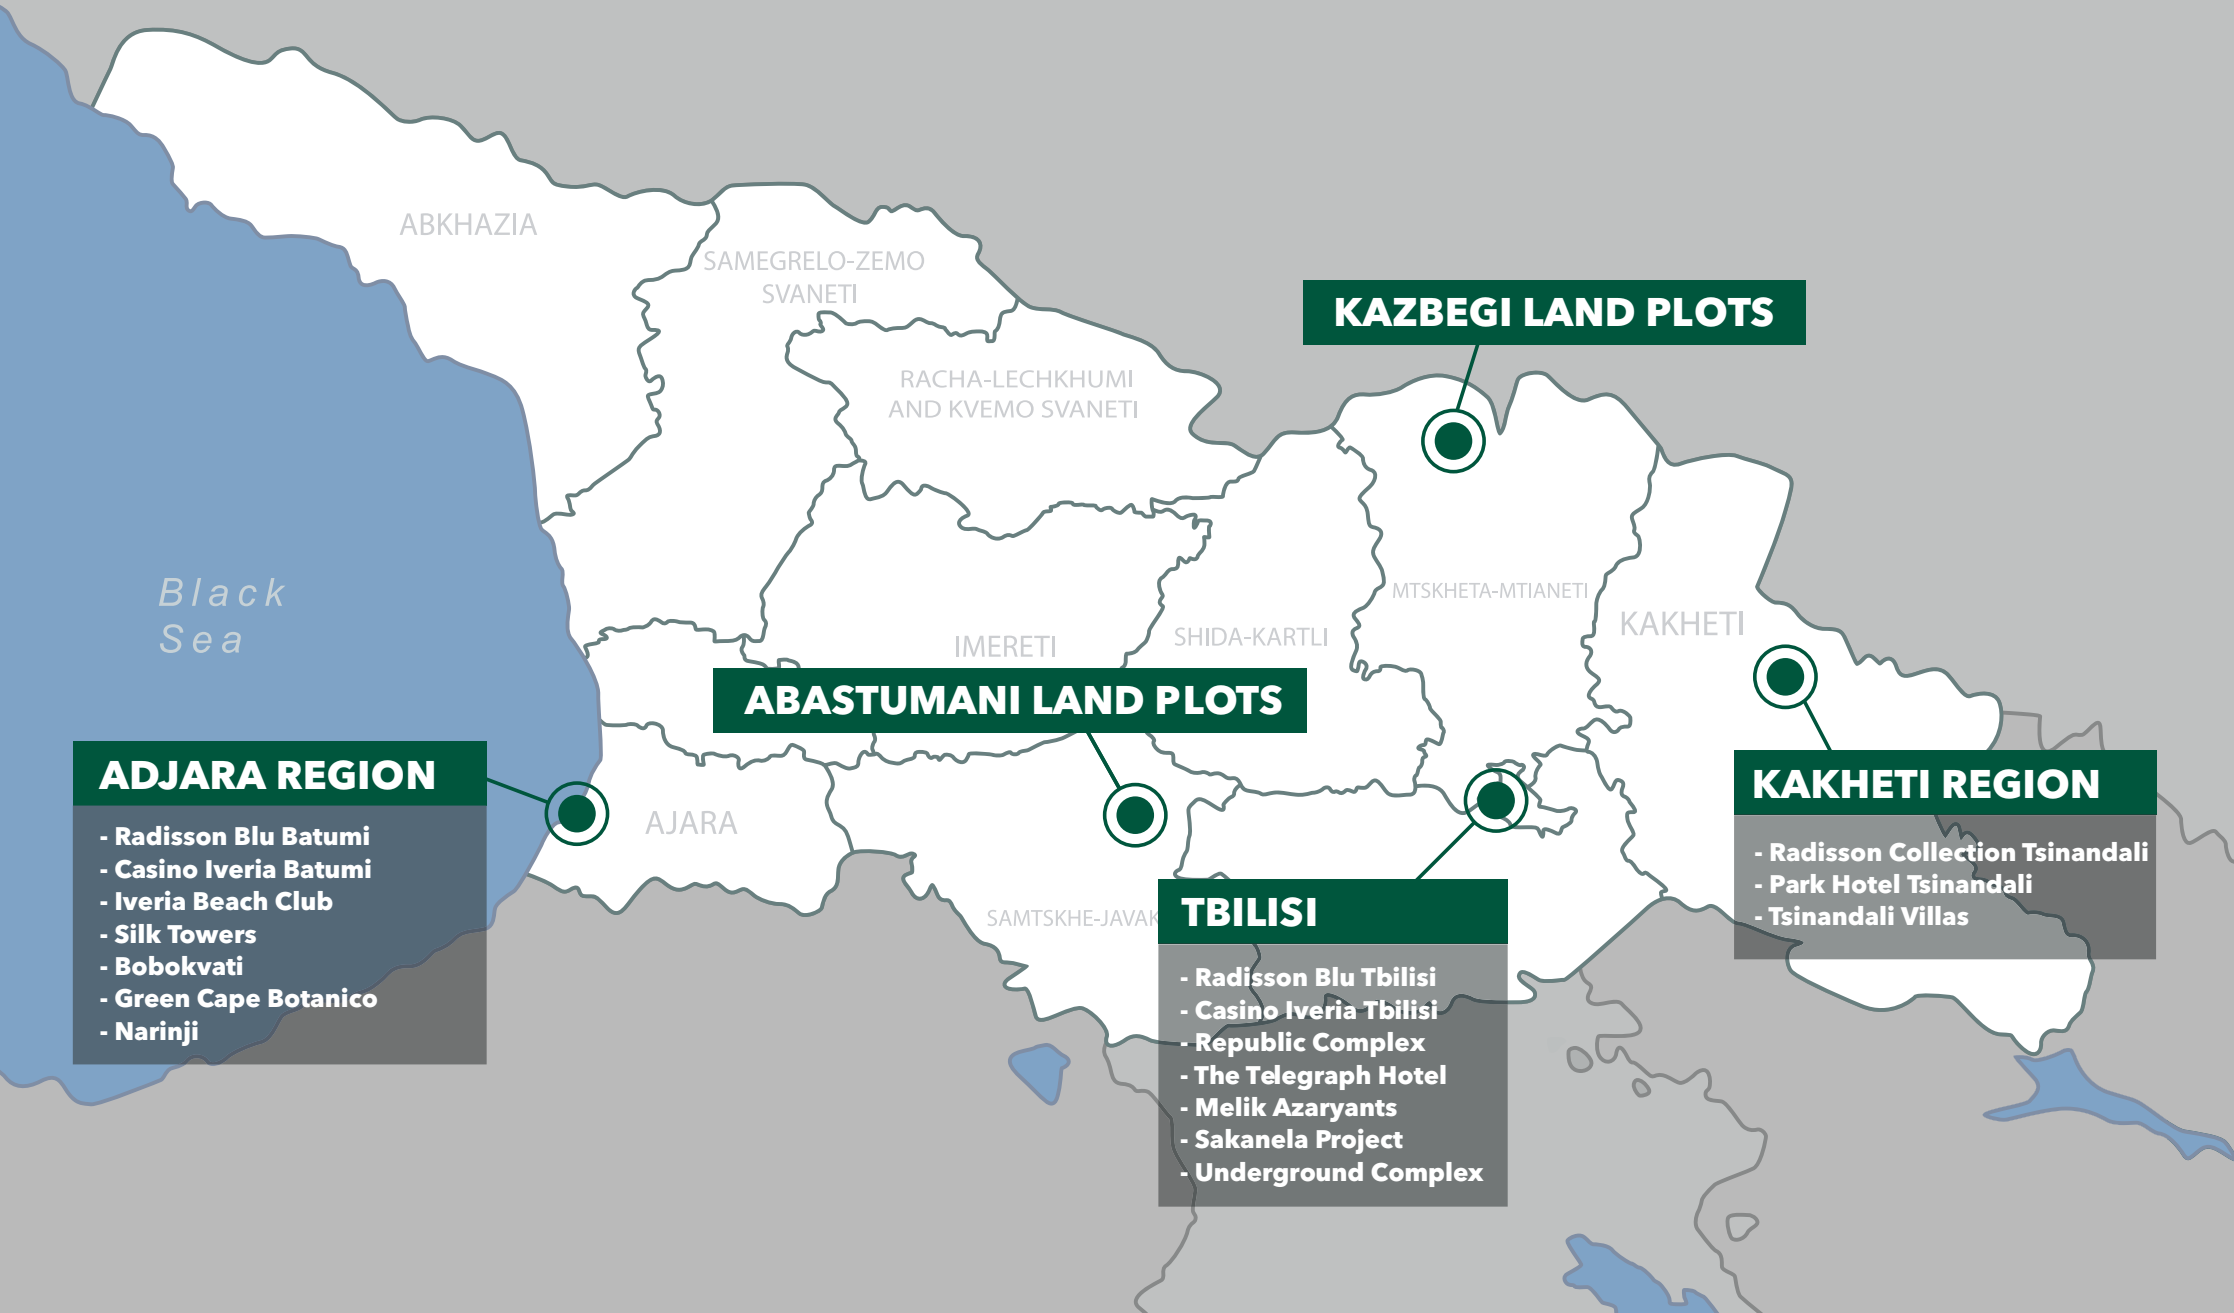 ABKHAZIA
SAMEGRELO-ZEMO
SVANETI
KAZBEGI LAND PLOTS
RACHA-LECHKHUMI
AND KVEMO SVANETI
Black
Sea
MTSKHETA-MTIANETI
KAKHETI
IMERETI
SHIDA-KARTLI
ABASTUMANI LAND PLOTS
ADJARA REGION
- Radisson Blu Batumi
- Casino Iveria Batumi
- Iveria Beach Club
- Silk Towers
- Bobokvati
- Green Cape Botanico
- Narinji
AJARA
KAKHETI REGION
- Radisson Collection Tsinandali
- Park Hotel Tsinandali
- Tsinandali Villas
SAMTSKHE-JAVAK
TBILISI
- Radisson Blu Tbilisi
- Casino Iveria Tbilisi
- Republic Complex
- The Telegraph Hotel
- Melik Azaryants
- Sakanela Project
- Underground Complex